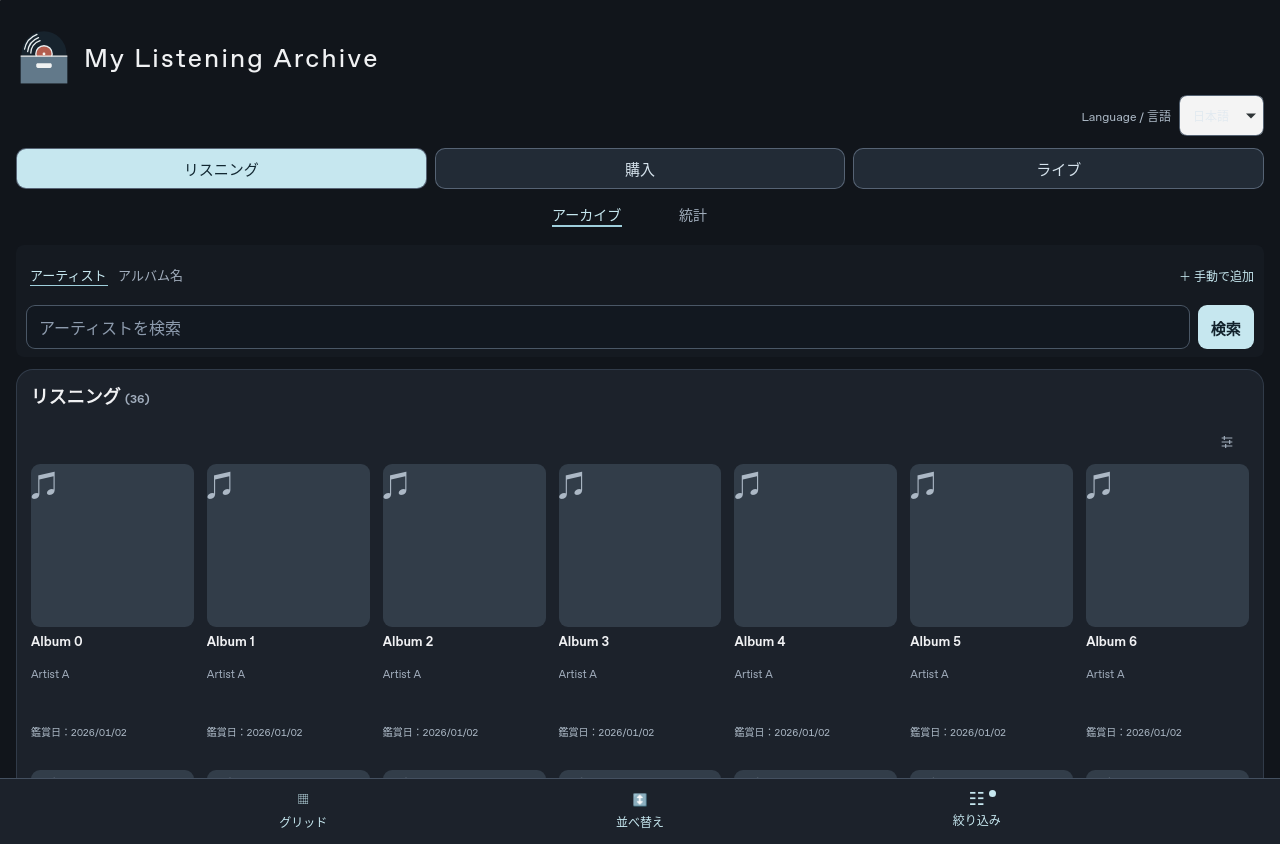 My Listening Archive
Language / 言語 日本語
リスニング 購入 ライブ
アーカイブ 統計
アーティスト アルバム名 ＋ 手動で追加
アーティストを検索 検索
リスニング (36)
Album 0 Album 1 Album 2 Album 3 Album 4 Album 5 Album 6
Artist A Artist A Artist A Artist A Artist A Artist A Artist A
鑑賞日：2026/01/02 鑑賞日：2026/01/02 鑑賞日：2026/01/02 鑑賞日：2026/01/02 鑑賞日：2026/01/02 鑑賞日：2026/01/02 鑑賞日：2026/01/02
グリッド 並べ替え 絞り込み